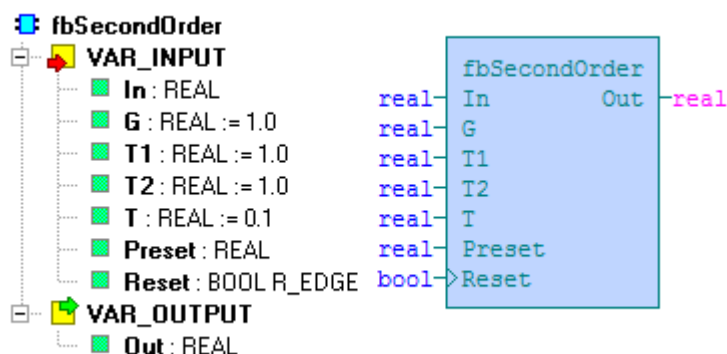 fbSecondOrder
VAR_INPUT
In : REAL
G : REAL := 1.0
T1 : REAL := 1.0
T2 : REAL := 1.0
T : REAL := 0.1
Preset : REAL
Reset : BOOL R_EDGE
VAR_OUTPUT
Out : REAL
fbSecondOrder
real In Out real
real G
real T1
real T2
real T
real Preset
bool Reset